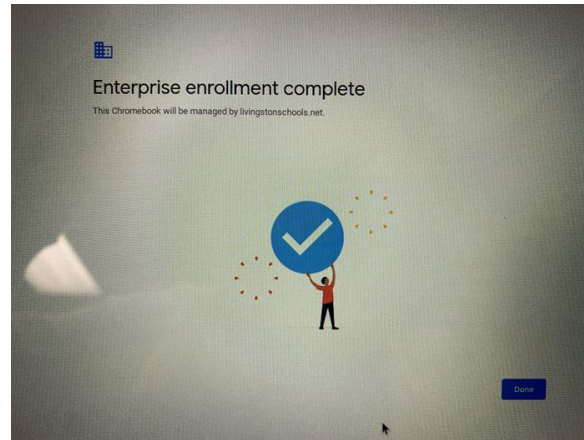 Enterprise enrollment complete
This Chromebook will be managed by livingstonschools.net.
Done